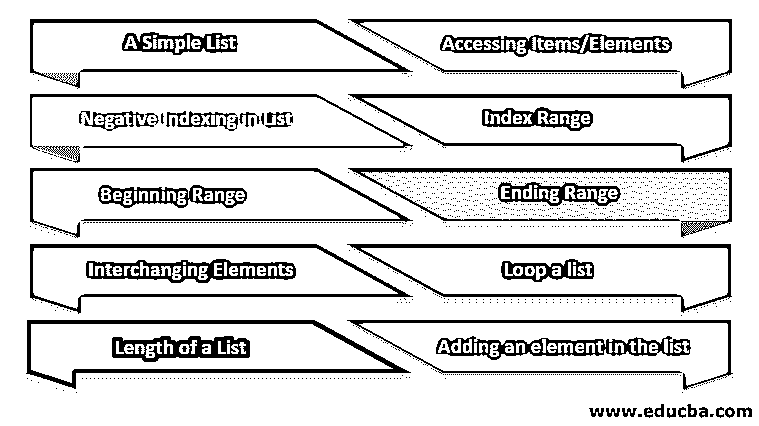 A Simple List
Accessing Items/Elements
Negative Indexing in List
Index Range
Beginning Range
Ending Range
Interchanging Elements
Loop a list
Length of a List
Adding an element in the list
www.educba.com